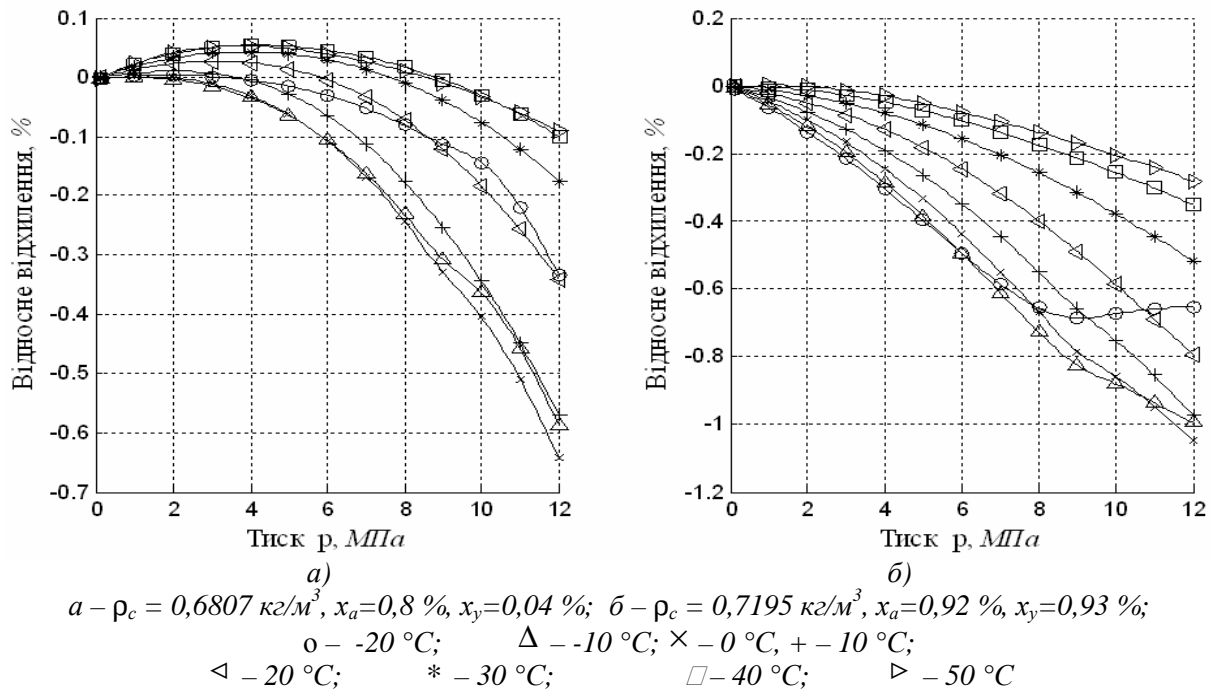 0.1
0
-0.1
-0.2
-0.3
-0.4
-0.5
-0.6
-0.7
Відносне відхилення, %
0 2 4 6 8 10 12
Тиск p, МПа
а)
0.2
0
-0.2
-0.4
-0.6
-0.8
-1
-1.2
Відносне відхилення, %
0 2 4 6 8 10 12
Тиск p, МПа
б)
а – ρс = 0,6807 кг/м³, xа=0,8 %, xу=0,04 %; б – ρс = 0,7195 кг/м³, xа=0,92 %, xу=0,93 %;
o – -20 °C; Δ – -10 °C; × – 0 °C, + – 10 °C;
◁ – 20 °C; * – 30 °C; □ – 40 °C; ▷ – 50 °C